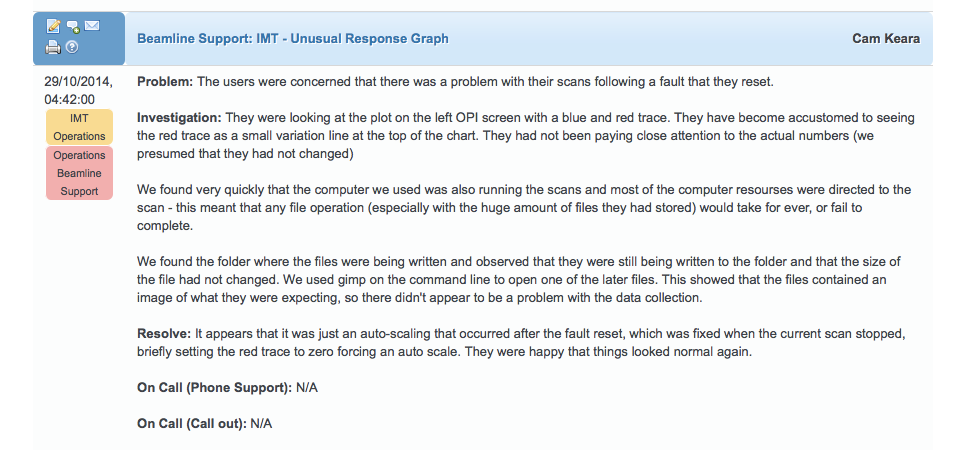 Beamline Support: IMT - Unusual Response Graph
Cam Keara
29/10/2014,
04:42:00
IMT
Operations
Operations
Beamline
Support
Problem: The users were concerned that there was a problem with their scans following a fault that they reset.
Investigation: They were looking at the plot on the left OPI screen with a blue and red trace. They have become accustomed to seeing
the red trace as a small variation line at the top of the chart. They had not been paying close attention to the actual numbers (we
presumed that they had not changed)
We found very quickly that the computer we used was also running the scans and most of the computer resourses were directed to the
scan - this meant that any file operation (especially with the huge amount of files they had stored) would take for ever, or fail to
complete.
We found the folder where the files were being written and observed that they were still being written to the folder and that the size of
the file had not changed. We used gimp on the command line to open one of the later files. This showed that the files contained an
image of what they were expecting, so there didn't appear to be a problem with the data collection.
Resolve: It appears that it was just an auto-scaling that occurred after the fault reset, which was fixed when the current scan stopped,
briefly setting the red trace to zero forcing an auto scale. They were happy that things looked normal again.
On Call (Phone Support): N/A
On Call (Call out): N/A